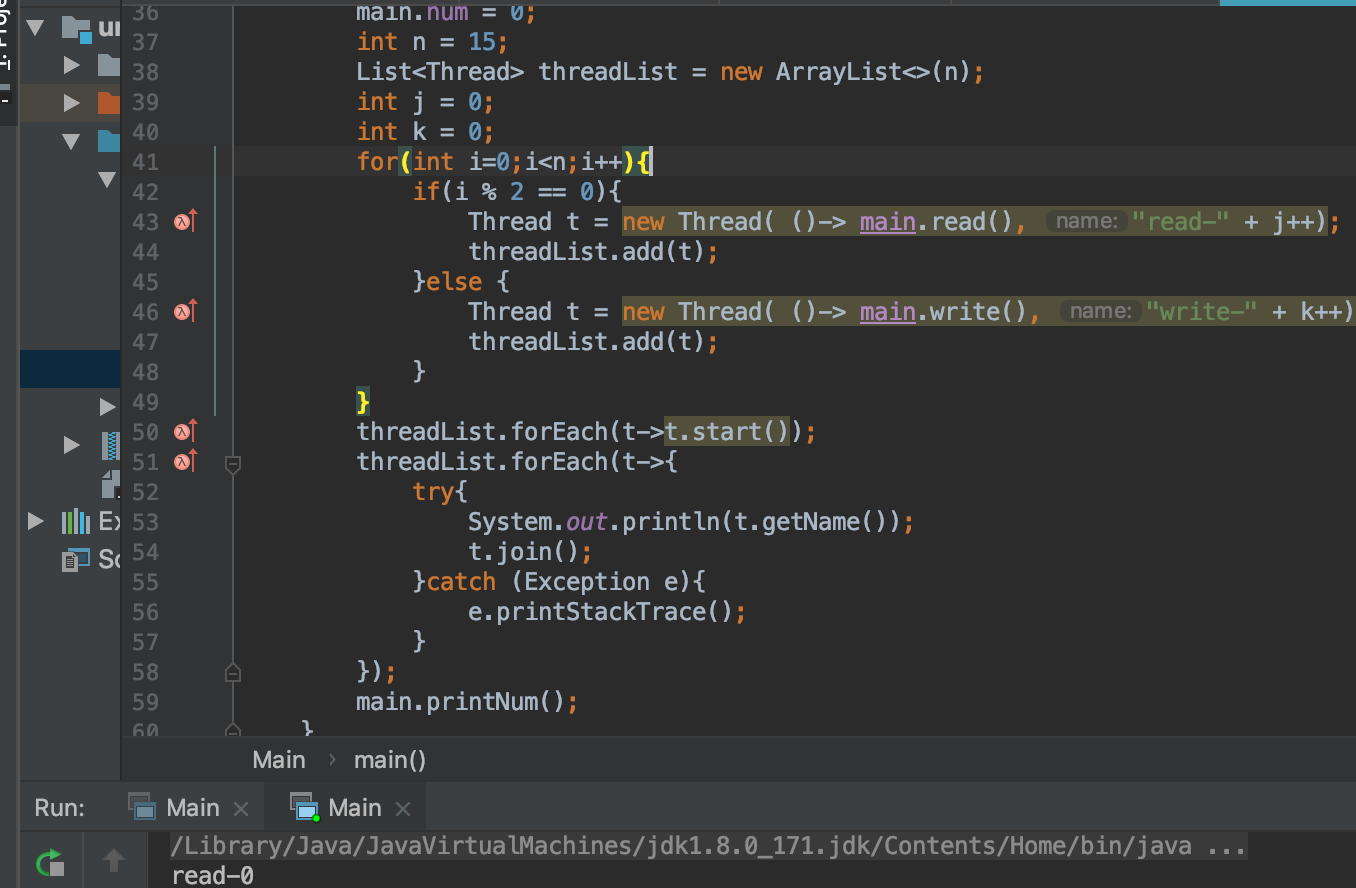 36 main.num = 0;
37 int n = 15;
38 List<Thread> threadList = new ArrayList<>(n);
39 int j = 0;
40 int k = 0;
41 for(int i=0;i<n;i++){
42 if(i % 2 == 0){
43 Thread t = new Thread( ()-> main.read(), name: "read-" + j++);
44 threadList.add(t);
45 }else {
46 Thread t = new Thread( ()-> main.write(), name: "write-" + k++)
47 threadList.add(t);
48 }
49 }
50 threadList.forEach(t->t.start());
51 threadList.forEach(t->{
52 try{
53 System.out.println(t.getName());
54 t.join();
55 }catch (Exception e){
56 e.printStackTrace();
57 }
58 });
59 main.printNum();
60 }
Main › main()
Run: Main × Main ×
/Library/Java/JavaVirtualMachines/jdk1.8.0_171.jdk/Contents/Home/bin/java ...
read-0